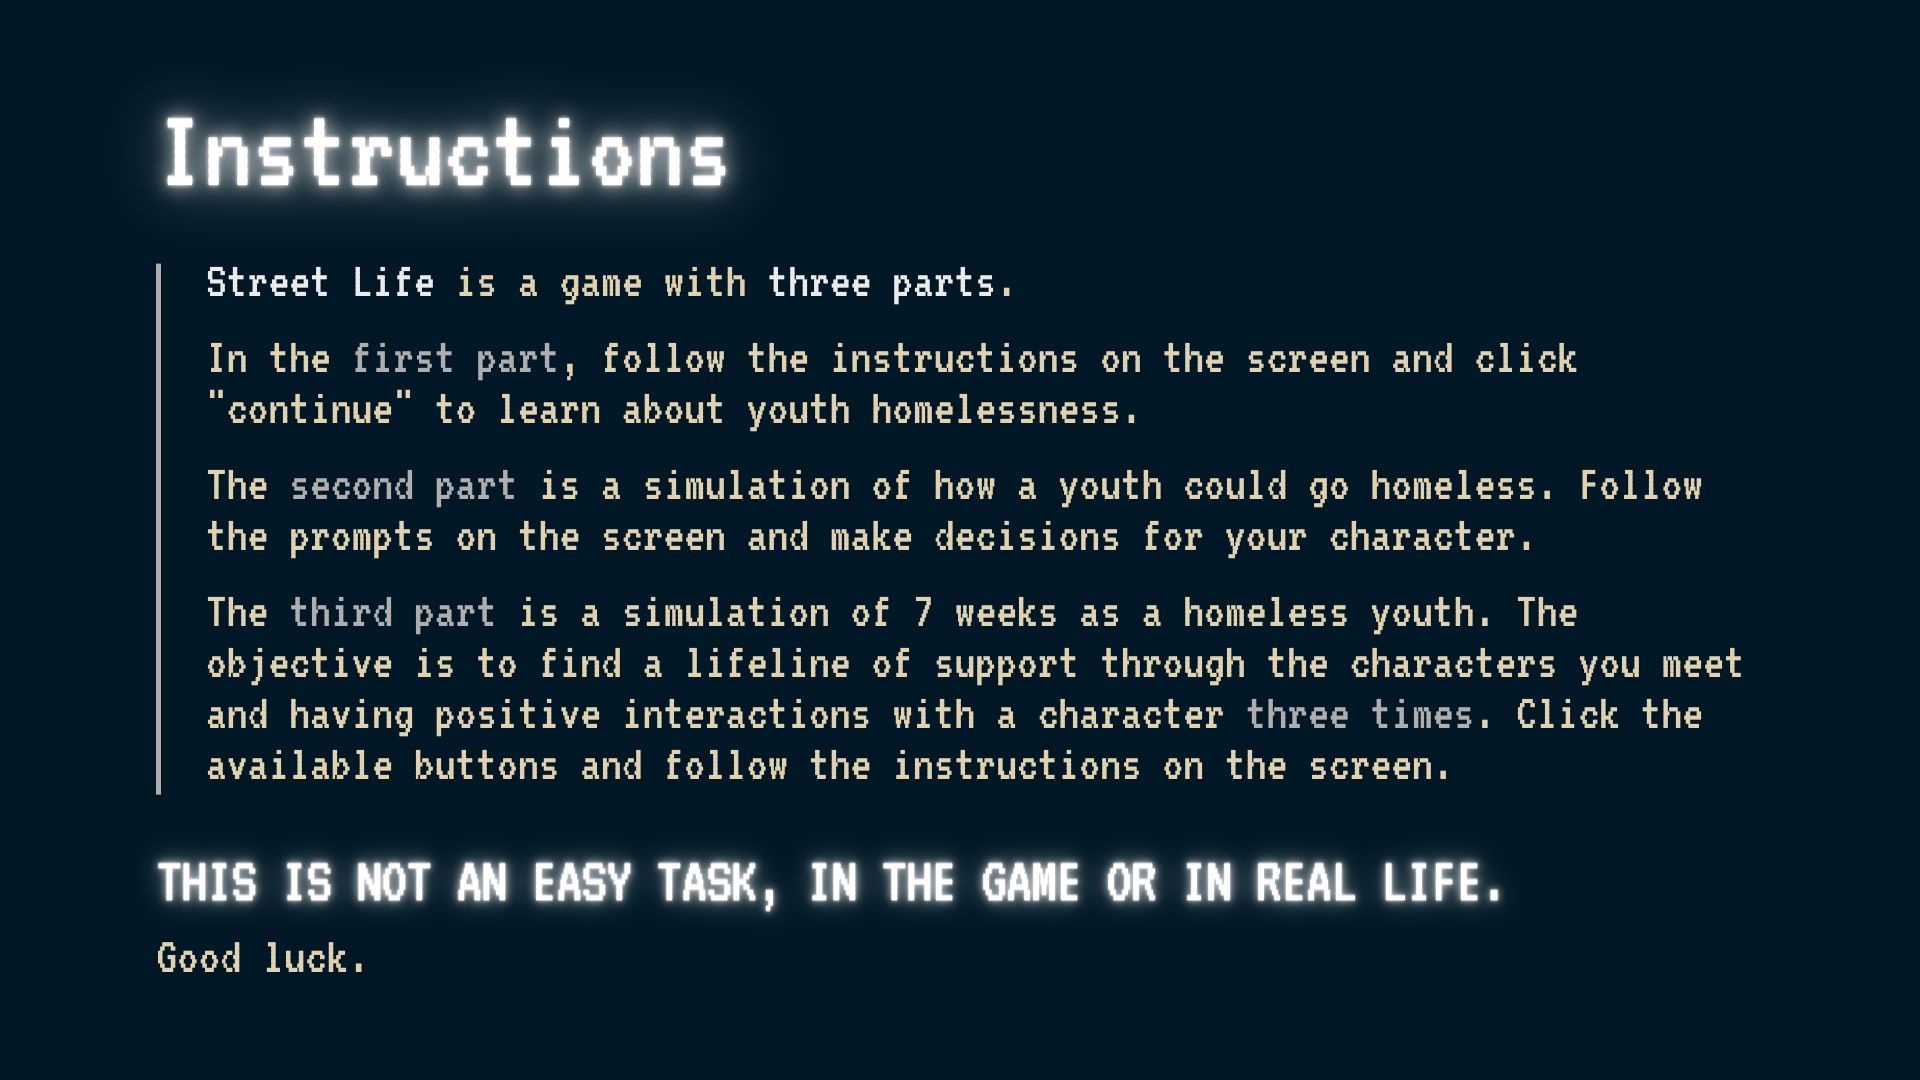 Instructions
Street Life is a game with three parts.
In the first part, follow the instructions on the screen and click
"continue" to learn about youth homelessness.
The second part is a simulation of how a youth could go homeless. Follow
the prompts on the screen and make decisions for your character.
The third part is a simulation of 7 weeks as a homeless youth. The
objective is to find a lifeline of support through the characters you meet
and having positive interactions with a character three times. Click the
available buttons and follow the instructions on the screen.
THIS IS NOT AN EASY TASK, IN THE GAME OR IN REAL LIFE.
Good luck.